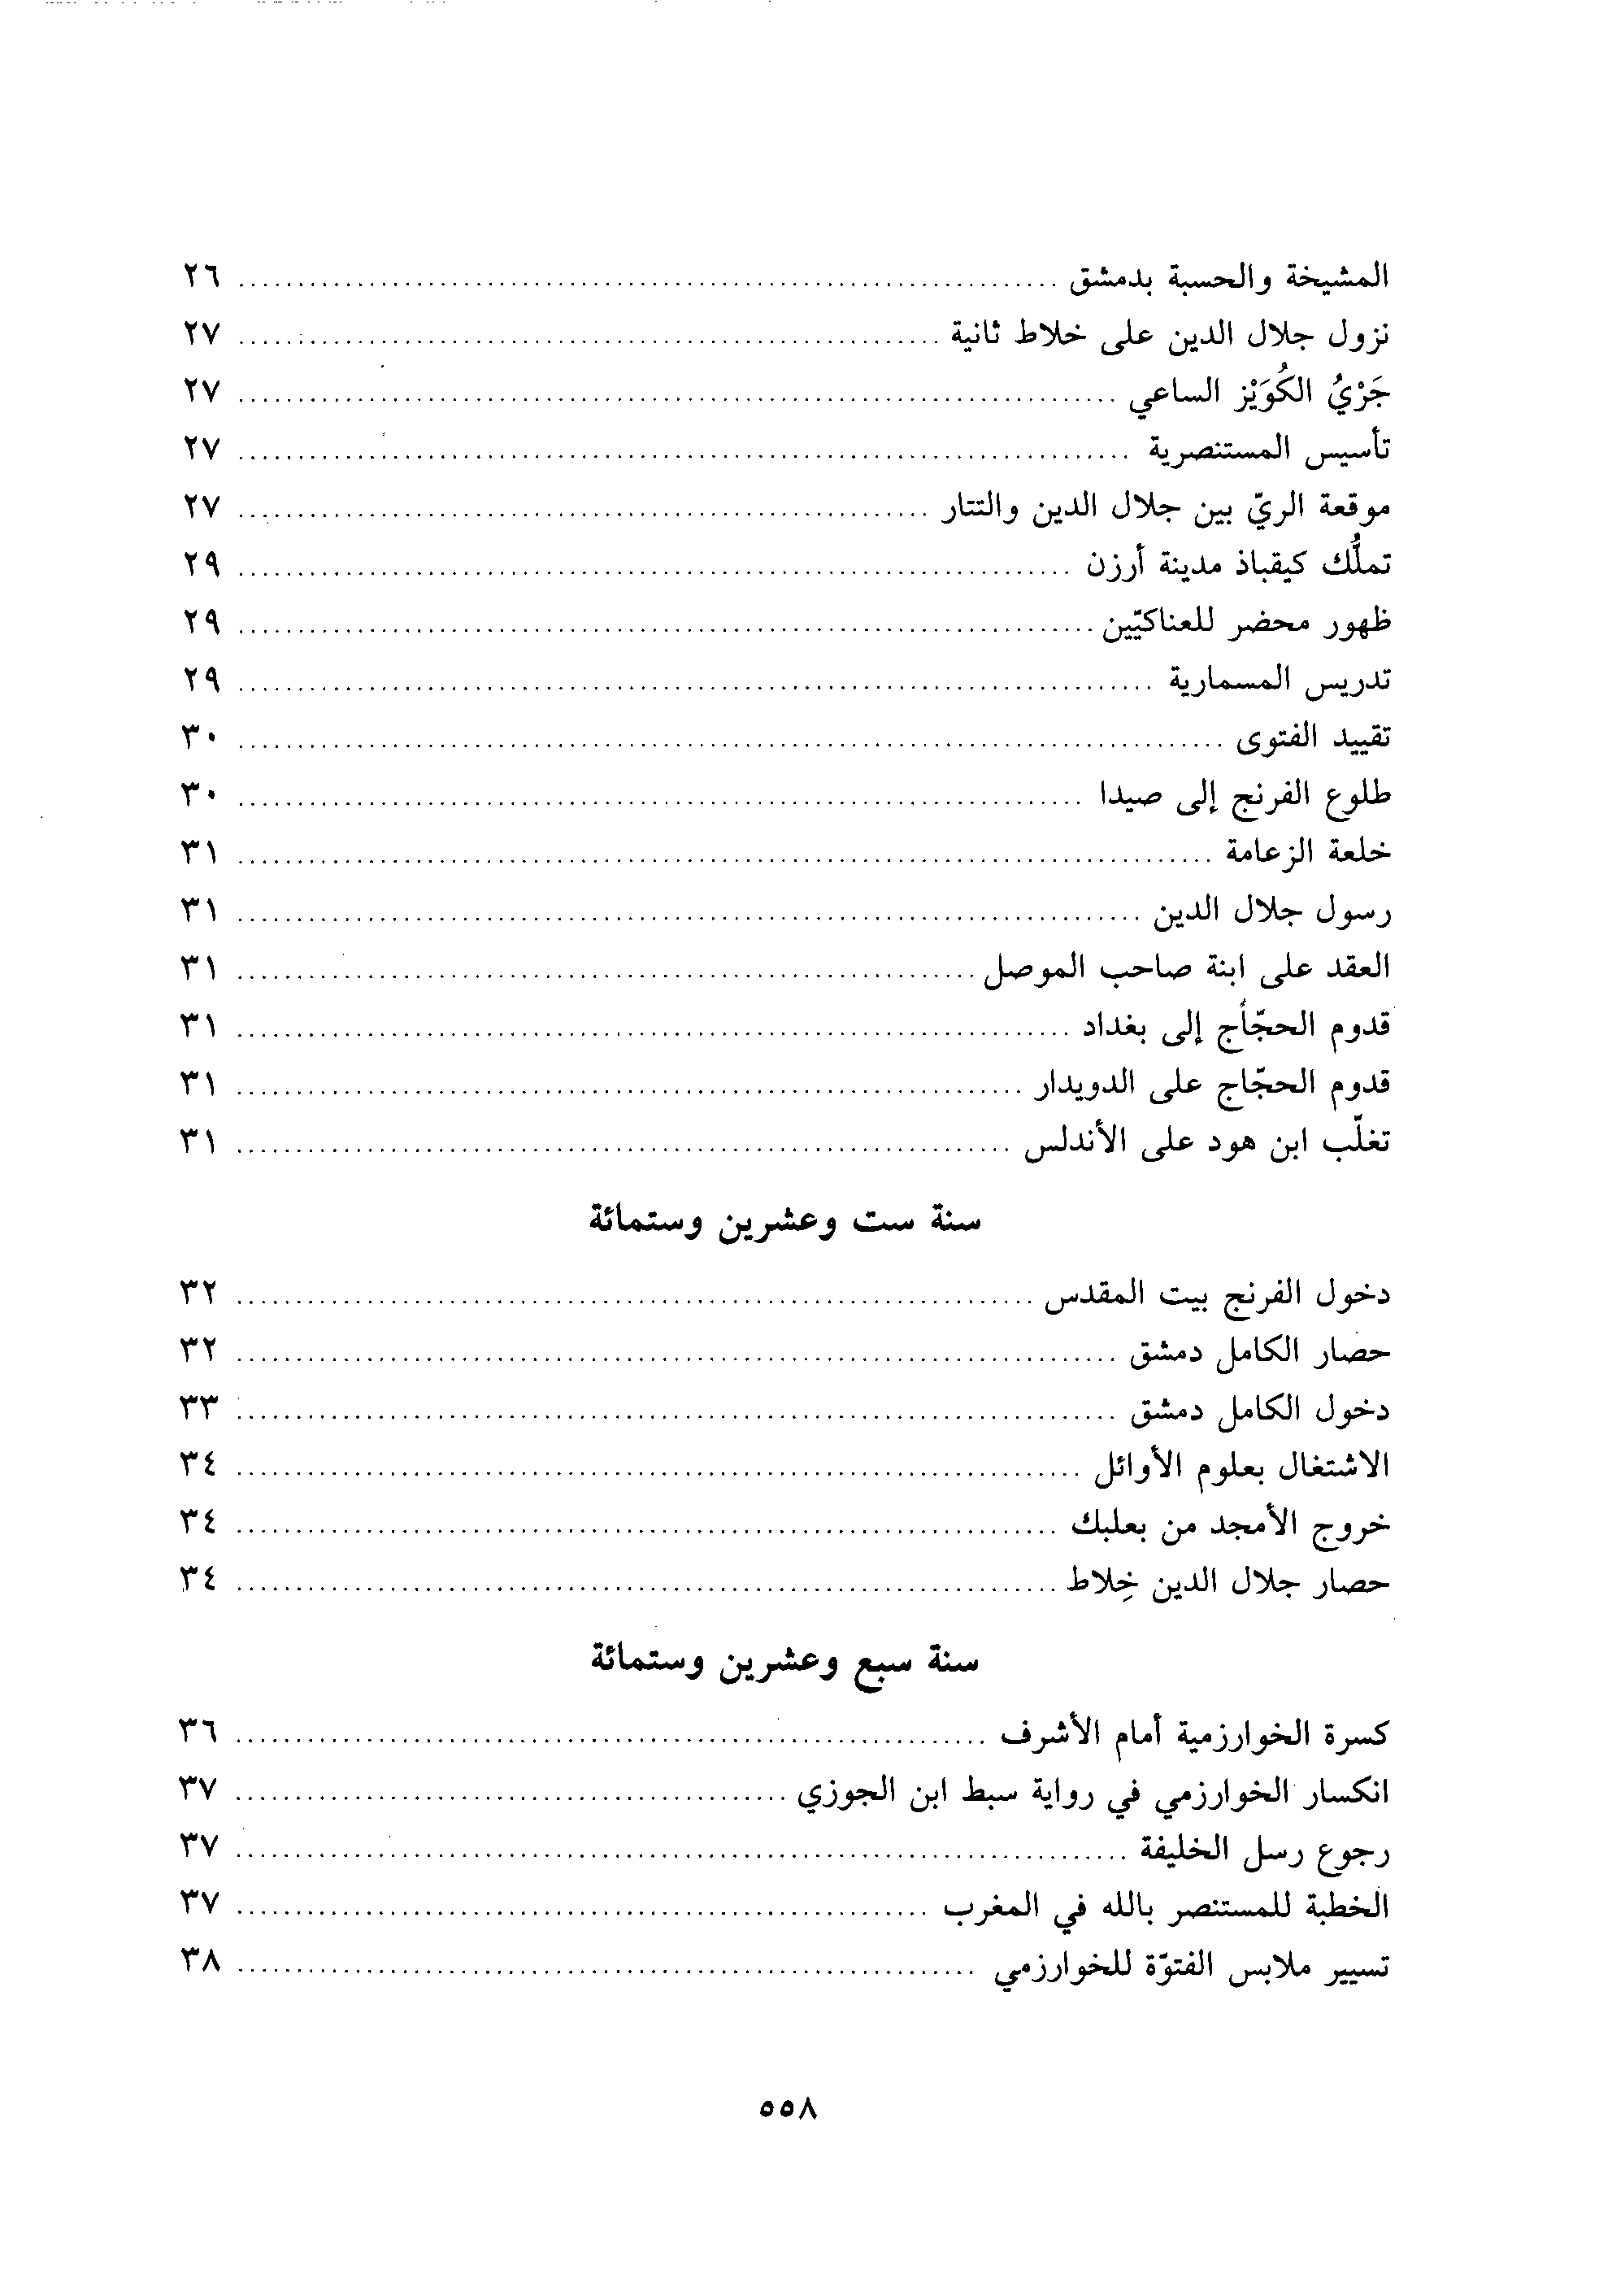 المشيخة والحسبة بدمشق ........ ٢٦
نزول جلال الدين على خلاط ثانية ........ ٢٧
جَرْيُ الكُوَيْز الساعي ........ ٢٧
تأسيس المستنصرية ........ ٢٧
موقعة الريّ بين جلال الدين والتتار ........ ٢٧
تملُّك كيقباذ مدينة أرزن ........ ٢٩
ظهور محضر للعناكيّين ........ ٢٩
تدريس المسمارية ........ ٢٩
تقييد الفتوى ........ ٣٠
طلوع الفرنج إلى صيدا ........ ٣٠
خلعة الزعامة ........ ٣١
رسول جلال الدين ........ ٣١
العقد على ابنة صاحب الموصل ........ ٣١
قدوم الحجّاج إلى بغداد ........ ٣١
قدوم الحجّاج على الدويدار ........ ٣١
تغلّب ابن هود على الأندلس ........ ٣١
سنة ست وعشرين وستمائة
دخول الفرنج بيت المقدس ........ ٣٢
حصار الكامل دمشق ........ ٣٢
دخول الكامل دمشق ........ ٣٣
الاشتغال بعلوم الأوائل ........ ٣٤
خروج الأمجد من بعلبك ........ ٣٤
حصار جلال الدين خِلاط ........ ٣٤
سنة سبع وعشرين وستمائة
كسرة الخوارزمية أمام الأشرف ........ ٣٦
انكسار الخوارزمي في رواية سبط ابن الجوزي ........ ٣٧
رجوع رسل الخليفة ........ ٣٧
الخطبة للمستنصر بالله في المغرب ........ ٣٧
تسيير ملابس الفتوّة للخوارزمي ........ ٣٨
٥٥٨